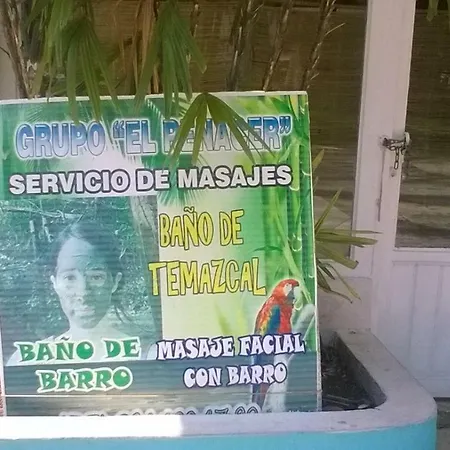 GRUPO "EL RENACER"
SERVICIO DE MASAJES
BAÑO DE
TEMAZCAL
BAÑO DE
BARRO
MASAJE FACIAL
CON BARRO